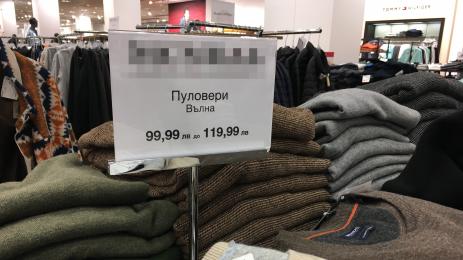 TOMMY HILFIGER
Пуловери
Вълна
99,99 лв до 119,99 лв